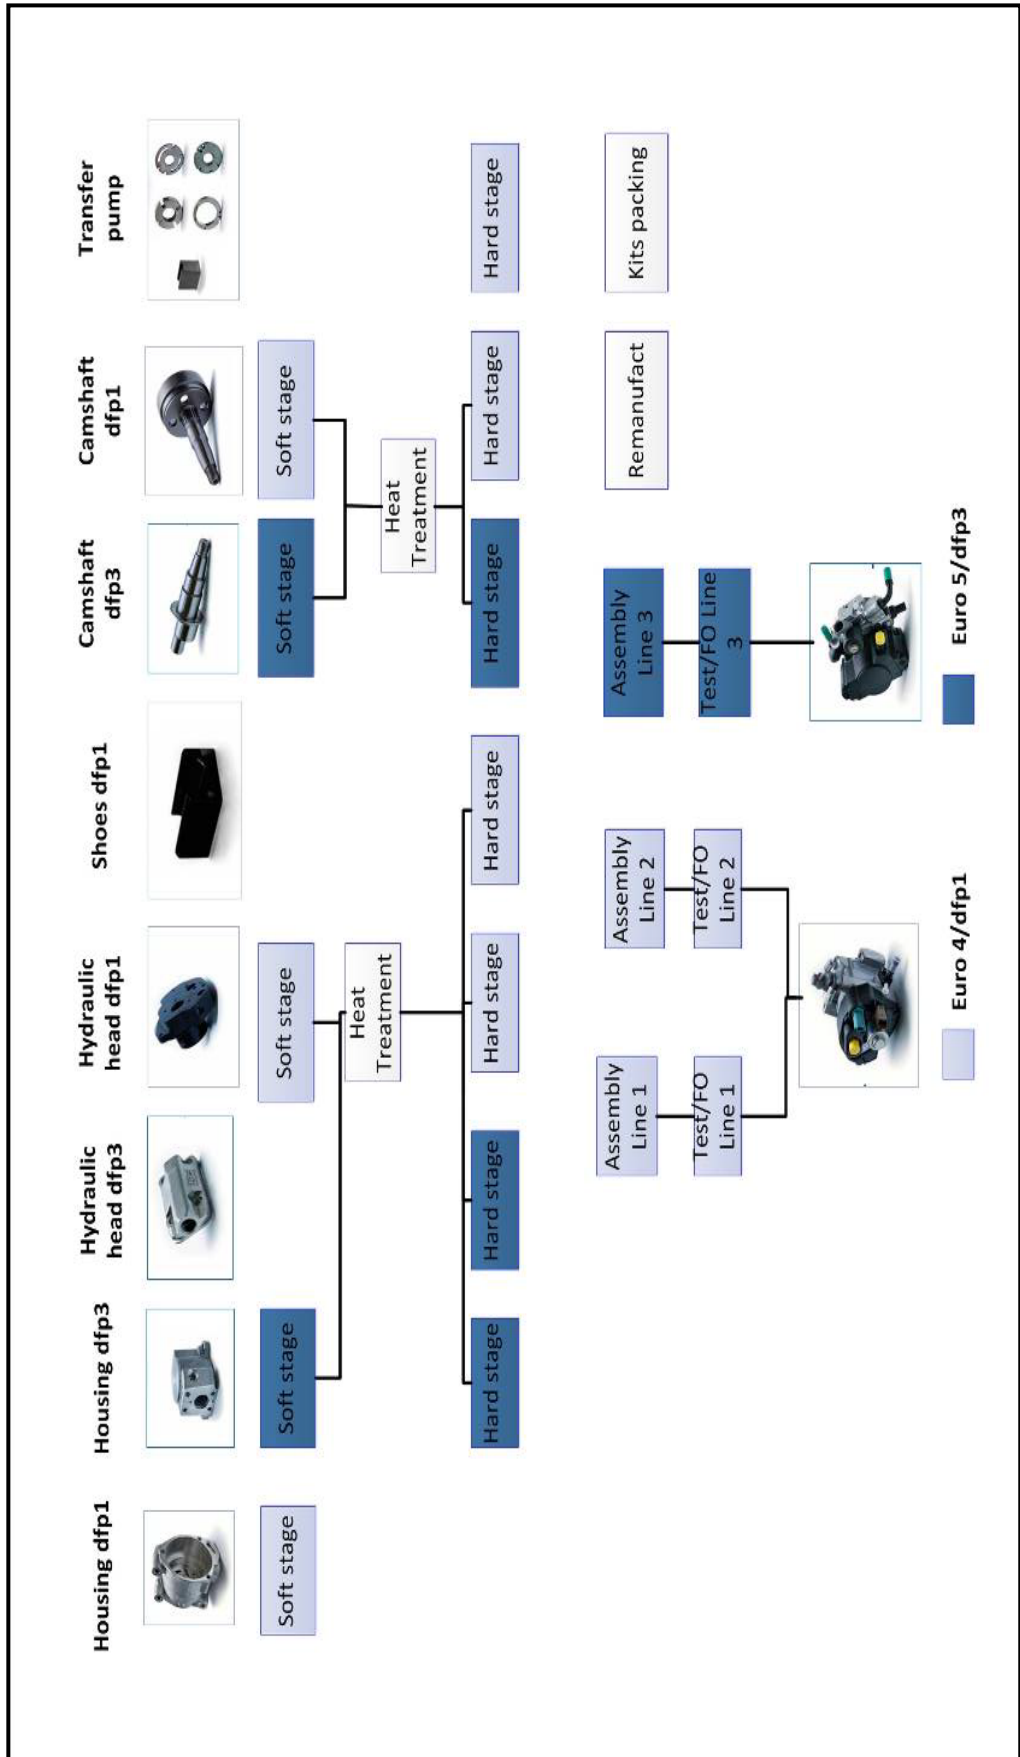 Housing dfp1
Housing dfp3
Hydraulic
head dfp3
Hydraulic
head dfp1
Shoes dfp1
Camshaft
dfp3
Camshaft
dfp1
Transfer
pump
Soft stage
Soft stage
Soft stage
Soft stage
Soft stage
Heat
Treatment
Heat
Treatment
Hard stage
Hard stage
Hard stage
Hard stage
Hard stage
Hard stage
Hard stage
Assembly
Line 1
Assembly
Line 2
Assembly
Line 3
Remanufact
Kits packing
Test/FO
Line 1
Test/FO
Line 2
Test/FO Line
3
Euro 4/dfp1
Euro 5/dfp3